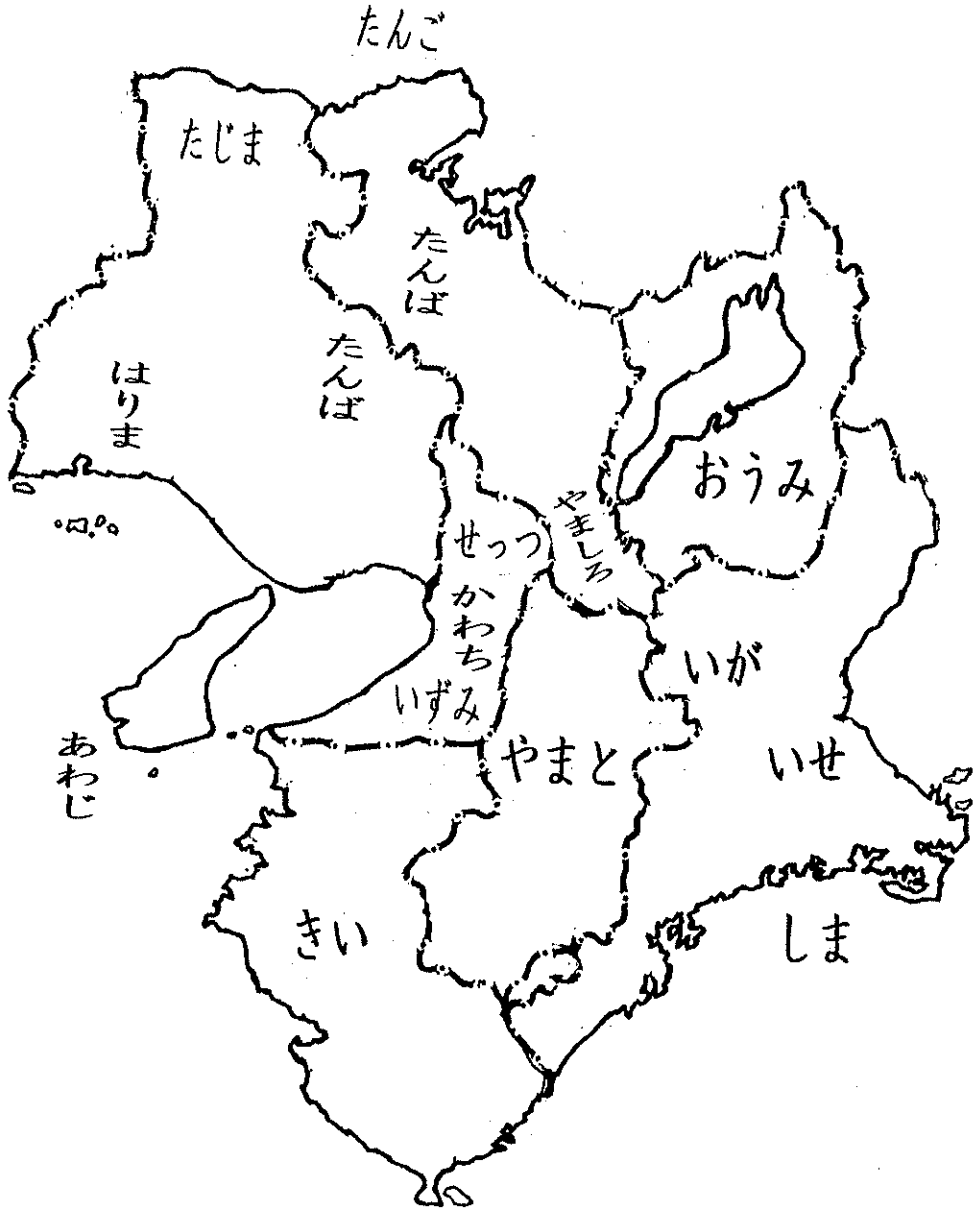 たんご
たじま
たんば
たんば
はりま
おうみ
やましろ
せっつ
かわち
いずみ
いが
やまと
いせ
あわじ
きい
しま